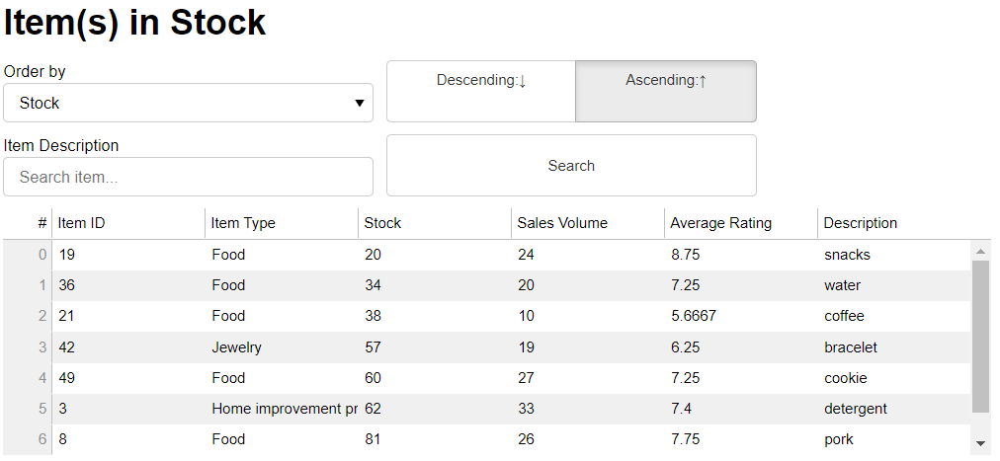 Item(s) in Stock
Order by
Stock
Descending:↓ Ascending:↑
Item Description
Search item...
Search
# Item ID Item Type Stock Sales Volume Average Rating Description
0 19 Food 20 24 8.75 snacks
1 36 Food 34 20 7.25 water
2 21 Food 38 10 5.6667 coffee
3 42 Jewelry 57 19 6.25 bracelet
4 49 Food 60 27 7.25 cookie
5 3 Home improvement pr 62 33 7.4 detergent
6 8 Food 81 26 7.75 pork